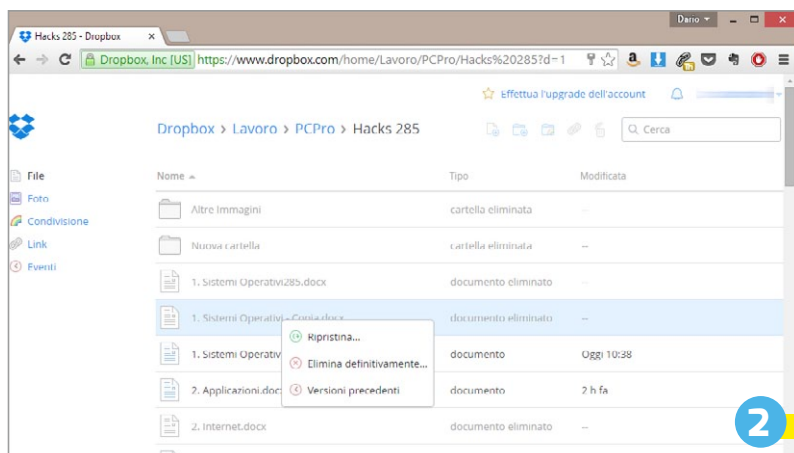 Dario
Hacks 285 - Dropbox
Dropbox, Inc [US] https://www.dropbox.com/home/Lavoro/PCPro/Hacks%20285?d=1
Effettua l'upgrade dell'account
Dropbox > Lavoro > PCPro > Hacks 285
Cerca
File
Foto
Condivisione
Link
Eventi
Nome Tipo Modificata
Altre Immagini cartella eliminata --
Nuova cartella cartella eliminata --
1. Sistemi Operativi285.docx documento eliminato --
1. Sistemi Operativi - Copia.docx documento eliminato --
Ripristina...
1. Sistemi Operativ documento Oggi 10:38
Elimina definitivamente...
2. Applicazioni.doc documento 2 h fa
Versioni precedenti
2. Internet.docx documento eliminato --
2